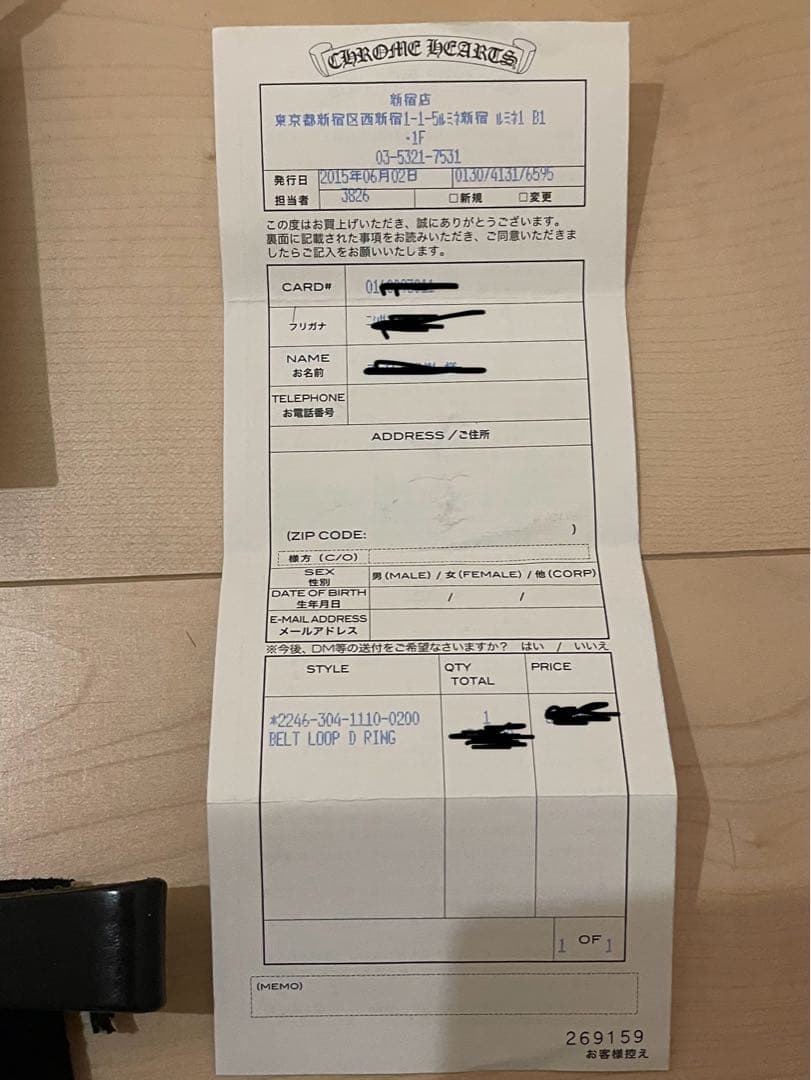 CHROME HEARTS
新宿店
東京都新宿区西新宿1-1-5ルミネ新宿 ルミネ1 B1
・1F
03-5321-7531
発行日 2015年06月02日 01307413176595
担当者 3826 □新規 □変更
この度はお買上げいただき、誠にありがとうございます。
裏面に記載された事項をお読みいただき、ご同意いただきま
したらご記入をお願いいたします。
CARD# 01
フリガナ
NAME
お名前
TELEPHONE
お電話番号
ADDRESS/ご住所
(ZIP CODE: )
様方 (C/O)
SEX
性別 男(MALE) / 女(FEMALE) / 他(CORP)
DATE OF BIRTH
生年月日 / /
E-MAIL ADDRESS
メールアドレス
※今後、DM等の送付をご希望なさいますか? はい / いいえ
STYLE QTY TOTAL PRICE
*2246-304-1110-0200 1
BELT LOOP D RING
1 OF 1
(MEMO)
269159
お客様控え